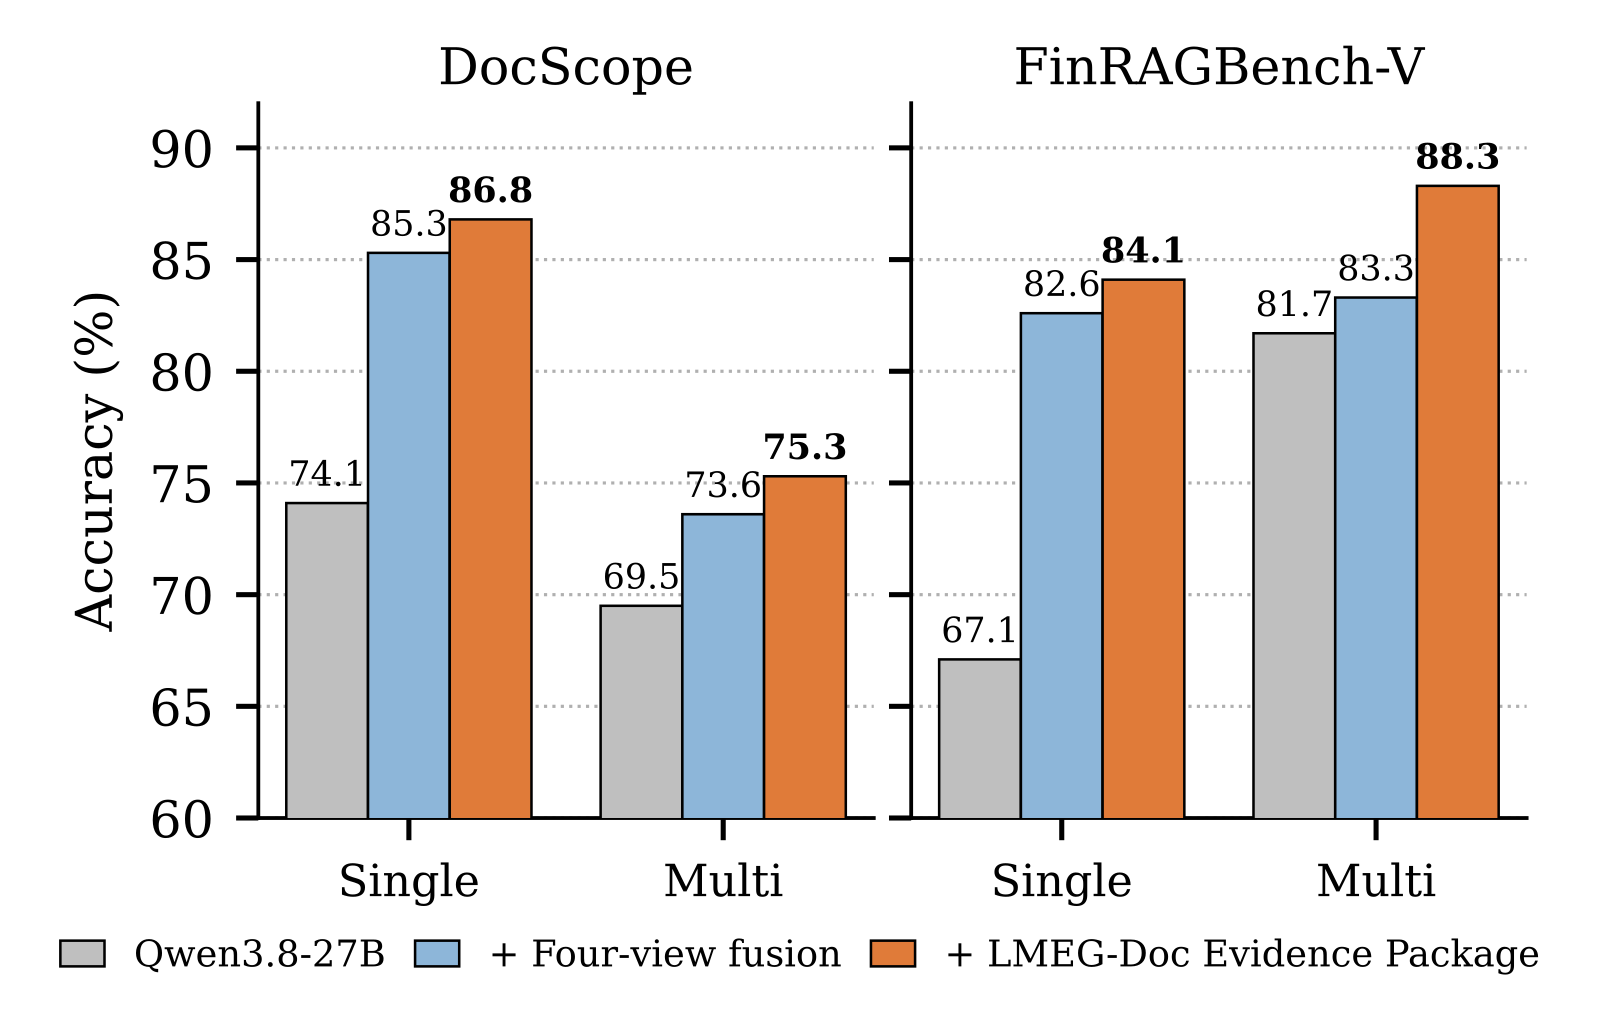 DocScope
FinRAGBench-V
Accuracy (%)
90
85
80
75
70
65
60
74.1
85.3
86.8
69.5
73.6
75.3
67.1
82.6
84.1
81.7
83.3
88.3
Single
Multi
Single
Multi
Qwen3.8-27B
+ Four-view fusion
+ LMEG-Doc Evidence Package